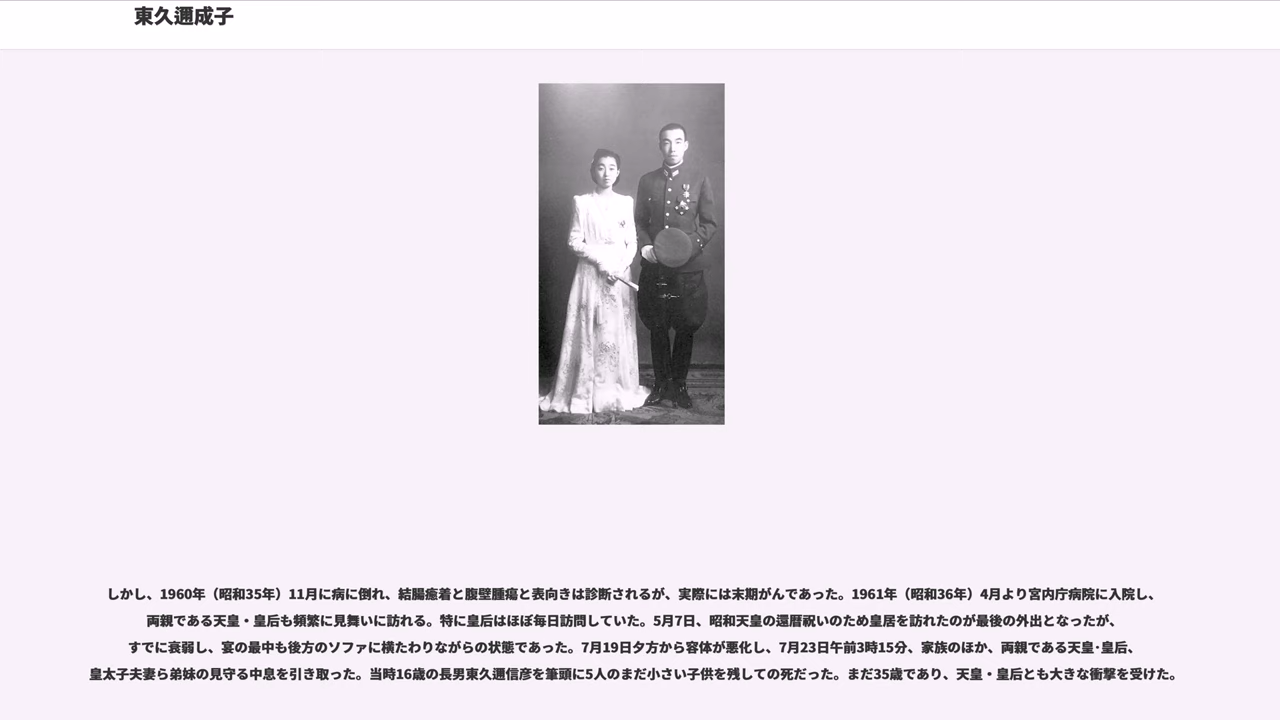 東久邇成子
しかし、1960年（昭和35年）11月に病に倒れ、結腸癒着と腹壁腫瘍と表向きは診断されるが、実際には末期がんであった。1961年（昭和36年）4月より宮内庁病院に入院し、
両親である天皇・皇后も頻繁に見舞いに訪れる。特に皇后はほぼ毎日訪問していた。5月7日、昭和天皇の還暦祝いのため皇居を訪れたのが最後の外出となったが、
すでに衰弱し、宴の最中も後方のソファに横たわりながらの状態であった。7月19日夕方から容体が悪化し、7月23日午前3時15分、家族のほか、両親である天皇･皇后、
皇太子夫妻ら弟妹の見守る中息を引き取った。当時16歳の長男東久邇信彦を筆頭に5人のまだ小さい子供を残しての死だった。まだ35歳であり、天皇・皇后とも大きな衝撃を受けた。